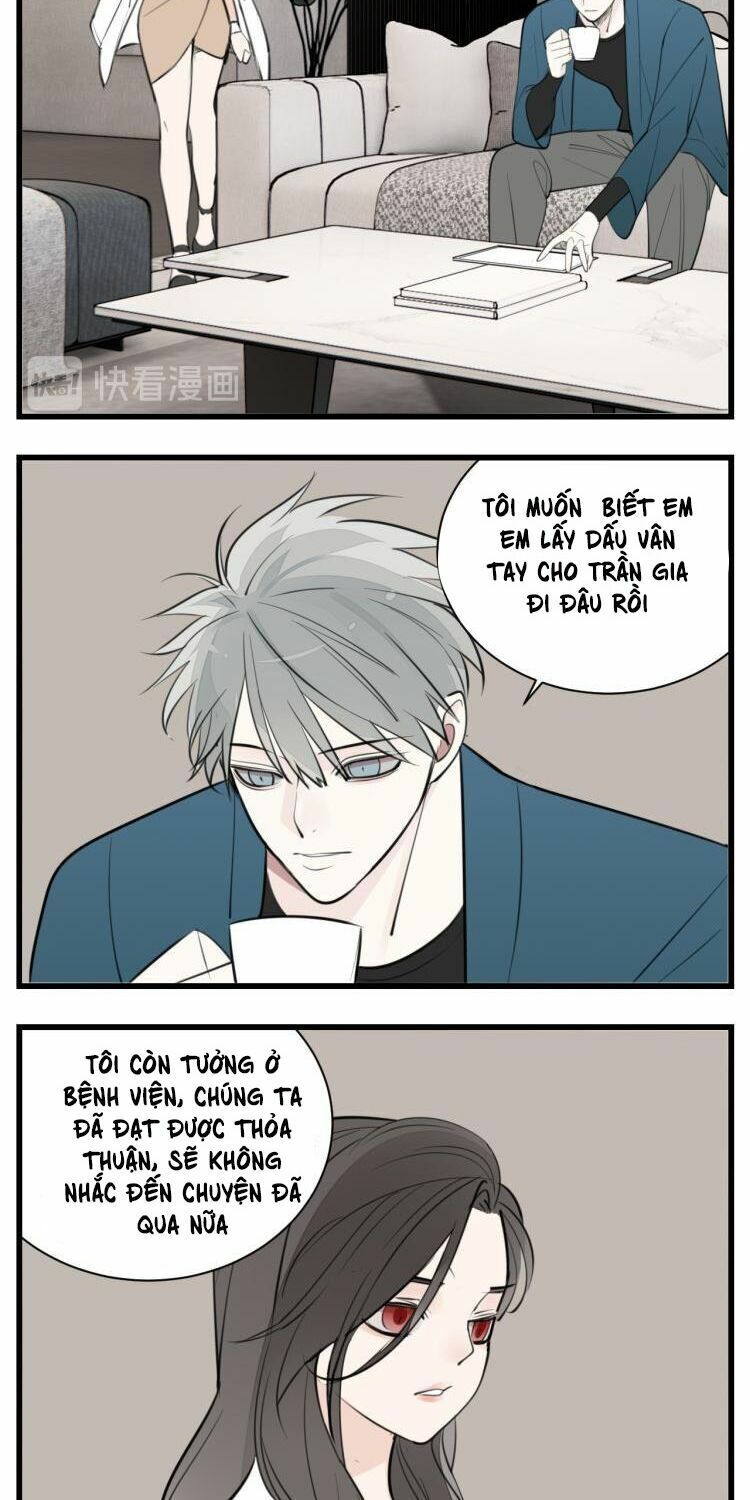 快看漫画
TÔI MUỐN BIẾT EM
EM LẤY DẤU VÂN
TAY CHO TRẦN GIA
ĐI ĐÂU RỒI
TÔI CÒN TƯỞNG Ở
BỆNH VIỆN, CHÚNG TA
ĐÃ ĐẠT ĐƯỢC THỎA
THUẬN, SẼ KHÔNG
NHẮC ĐẾN CHUYỆN ĐÃ
QUA NỮA